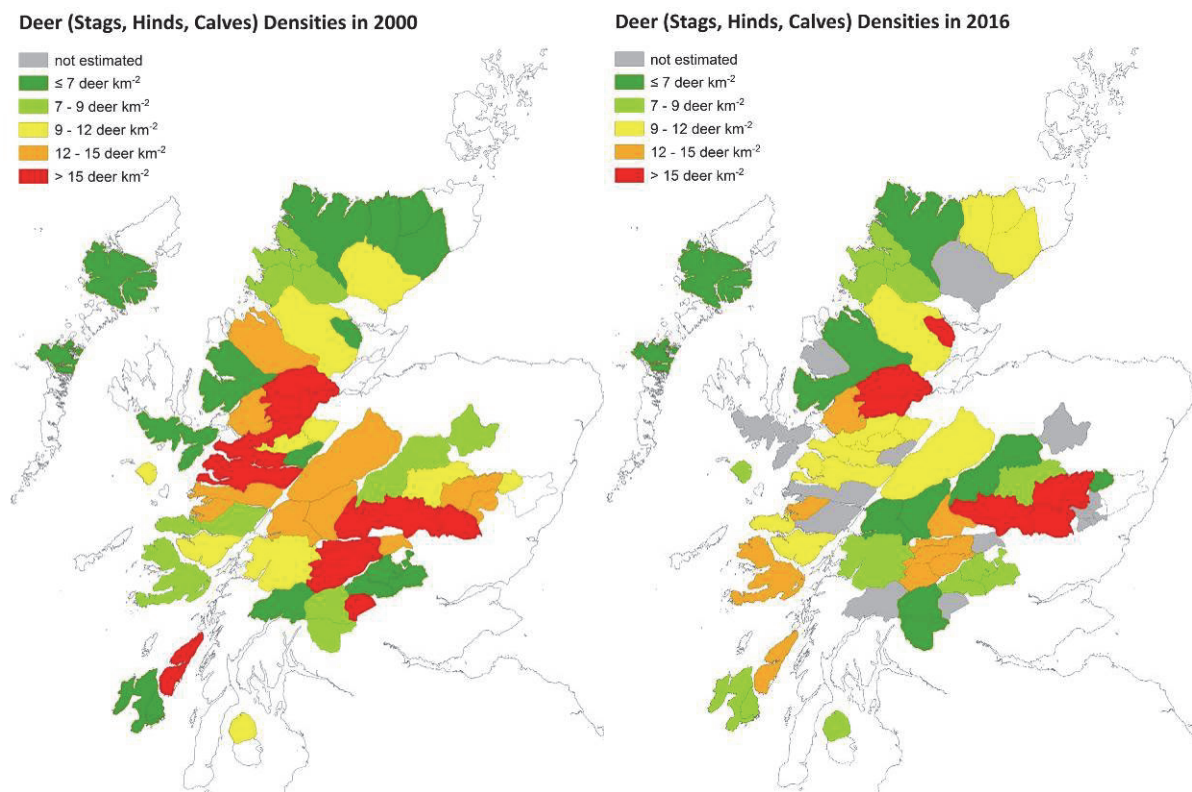 Deer (Stags, Hinds, Calves) Densities in 2000
not estimated
≤ 7 deer km⁻²
7 - 9 deer km⁻²
9 - 12 deer km⁻²
12 - 15 deer km⁻²
> 15 deer km⁻²
Deer (Stags, Hinds, Calves) Densities in 2016
not estimated
≤ 7 deer km⁻²
7 - 9 deer km⁻²
9 - 12 deer km⁻²
12 - 15 deer km⁻²
> 15 deer km⁻²